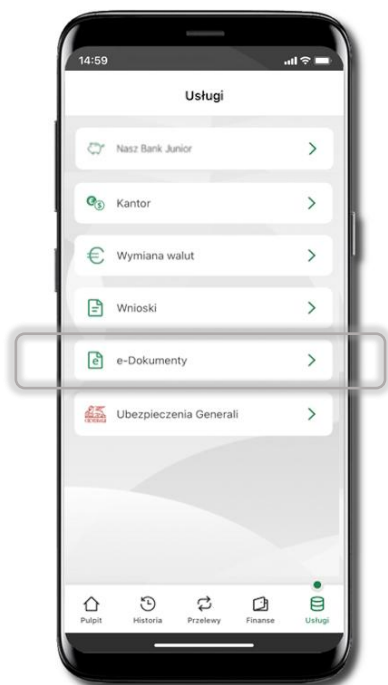 14:59
Usługi
Nasz Bank Junior
Kantor
Wymiana walut
Wnioski
e-Dokumenty
Ubezpieczenia Generali
Pulpit Historia Przelewy Finanse Usługi